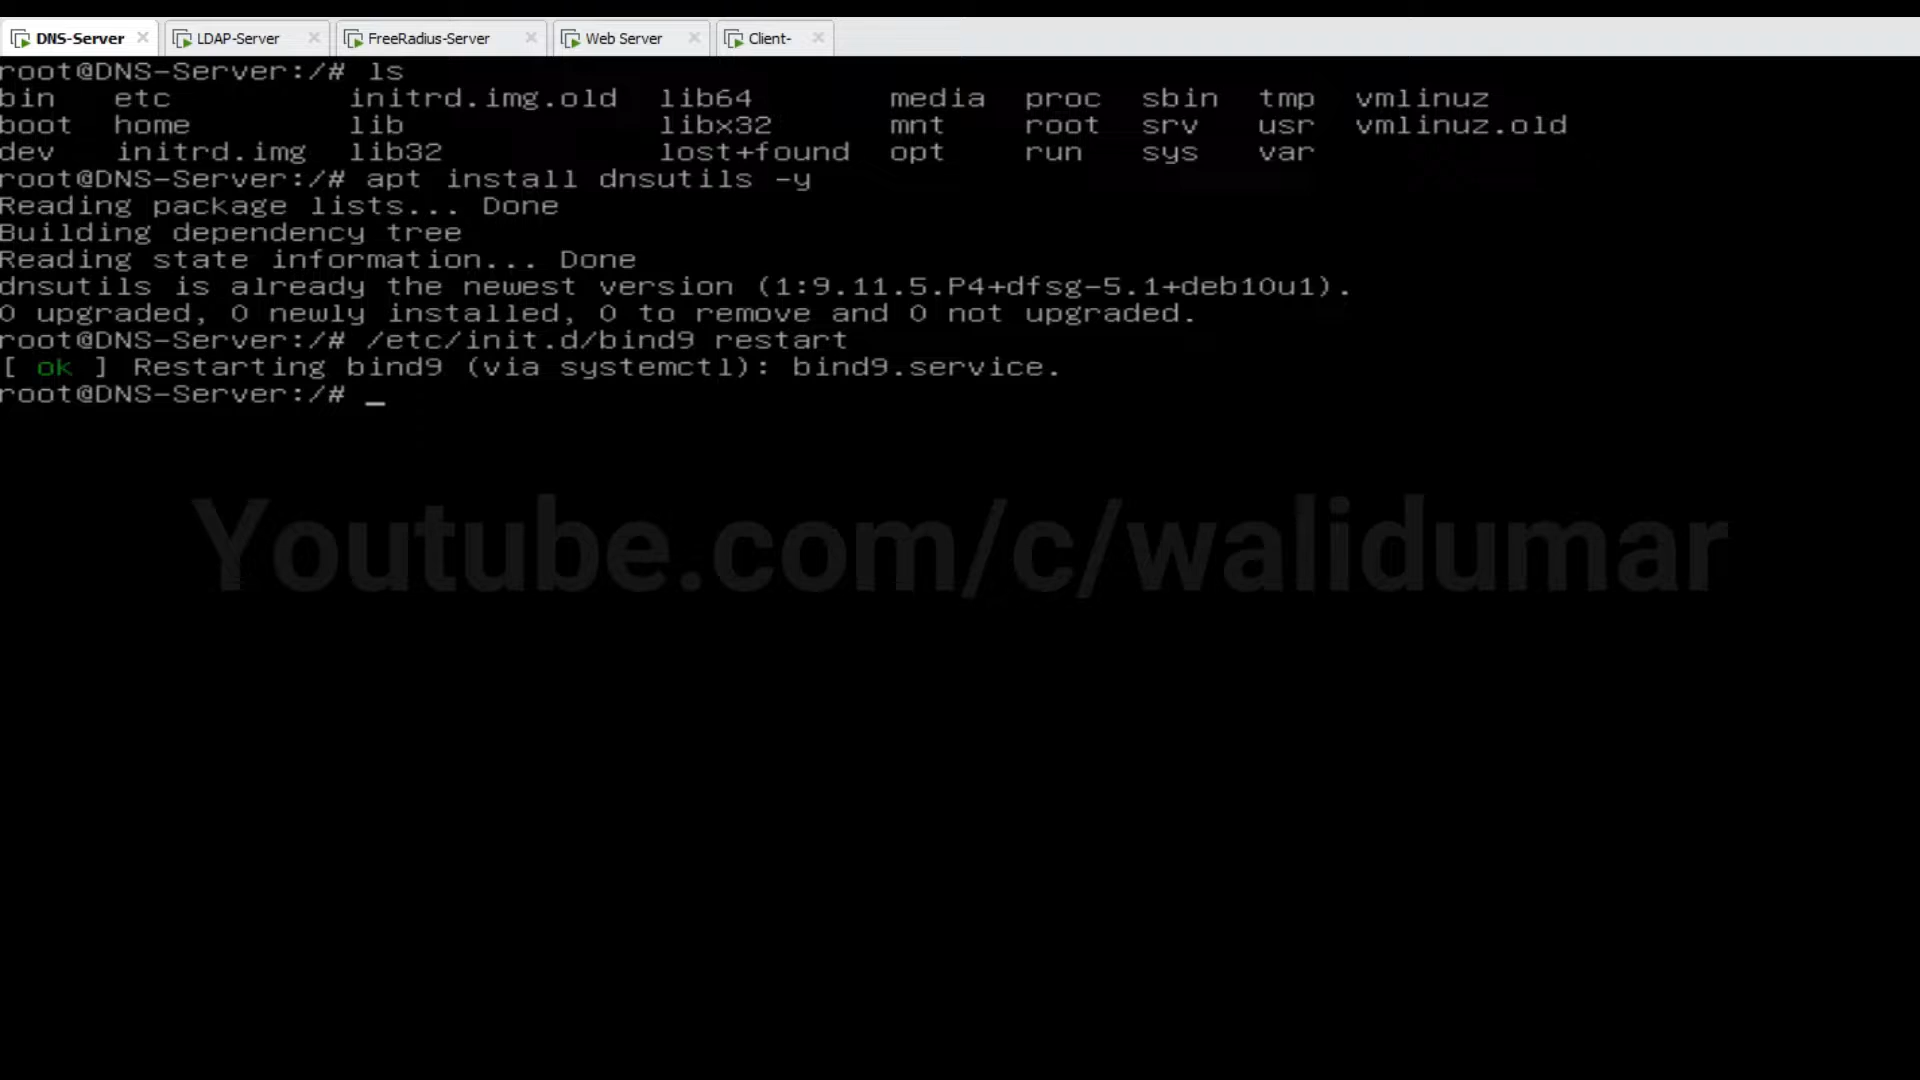 DNS-Server LDAP-Server FreeRadius-Server Web Server Client-
root@DNS-Server:/# ls
bin etc initrd.img.old lib64 media proc sbin tmp vmlinuz
boot home lib libx32 mnt root srv usr vmlinuz.old
dev initrd.img lib32 lost+found opt run sys var
root@DNS-Server:/# apt install dnsutils -y
Reading package lists... Done
Building dependency tree
Reading state information... Done
dnsutils is already the newest version (1:9.11.5.P4+dfsg-5.1+deb10u1).
0 upgraded, 0 newly installed, 0 to remove and 0 not upgraded.
root@DNS-Server:/# /etc/init.d/bind9 restart
[ ok ] Restarting bind9 (via systemctl): bind9.service.
root@DNS-Server:/# _
Youtube.com/c/walidumar